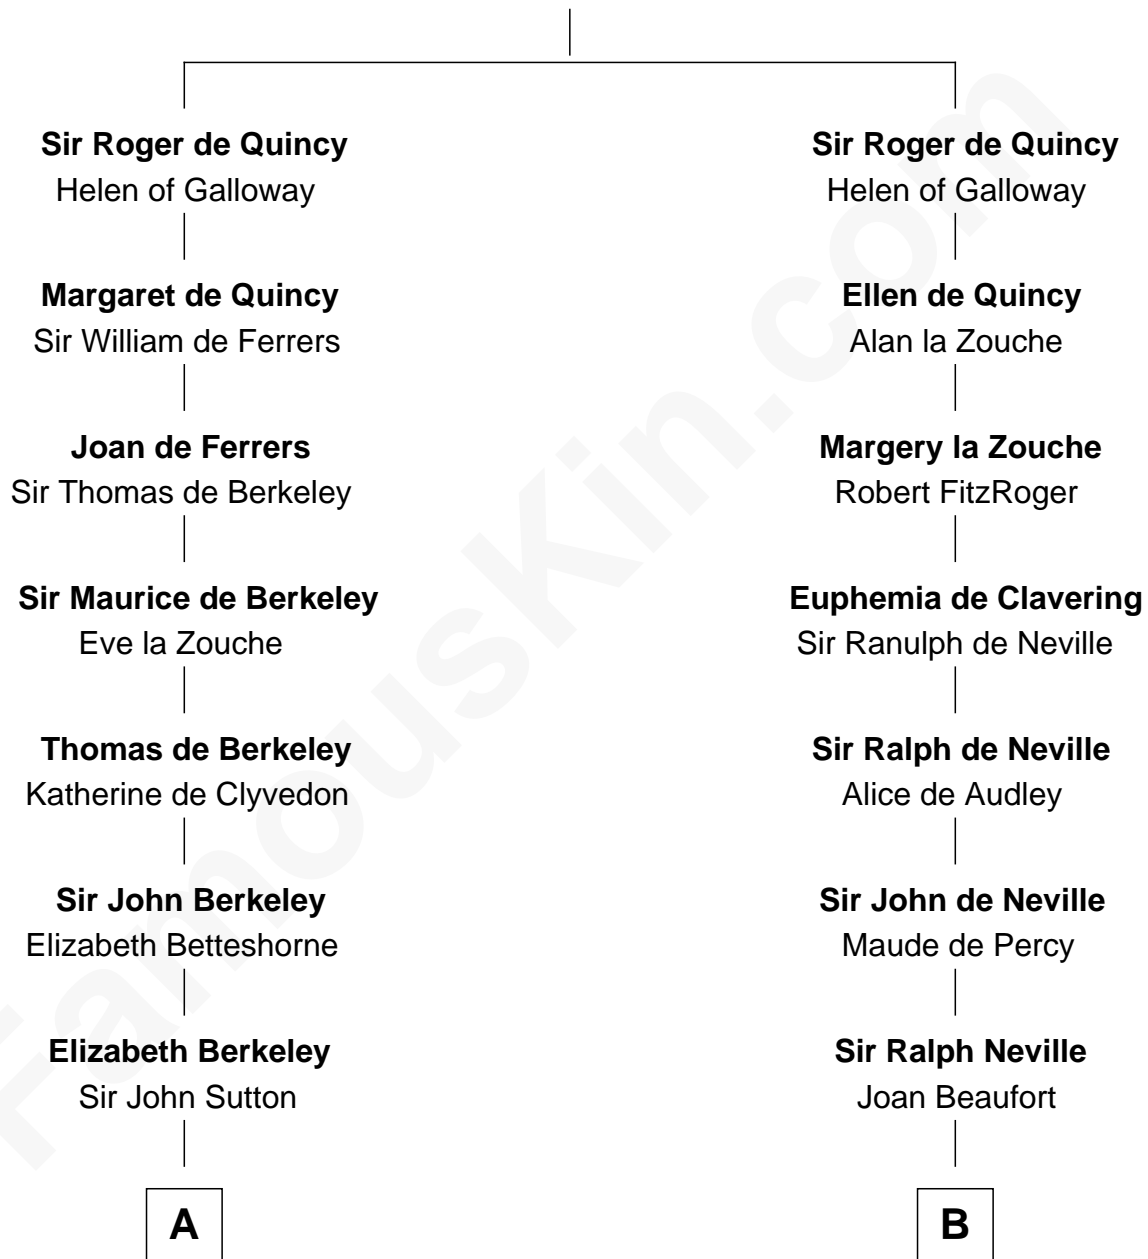 Sir Roger de Quincy
Helen of Galloway
Margaret de Quincy
Sir William de Ferrers
Joan de Ferrers
Sir Thomas de Berkeley
Sir Maurice de Berkeley
Eve la Zouche
Thomas de Berkeley
Katherine de Clyvedon
Sir John Berkeley
Elizabeth Betteshorne
Elizabeth Berkeley
Sir John Sutton
A
Sir Roger de Quincy
Helen of Galloway
Ellen de Quincy
Alan la Zouche
Margery la Zouche
Robert FitzRoger
Euphemia de Clavering
Sir Ranulph de Neville
Sir Ralph de Neville
Alice de Audley
Sir John de Neville
Maude de Percy
Sir Ralph Neville
Joan Beaufort
B
FamousKin.com